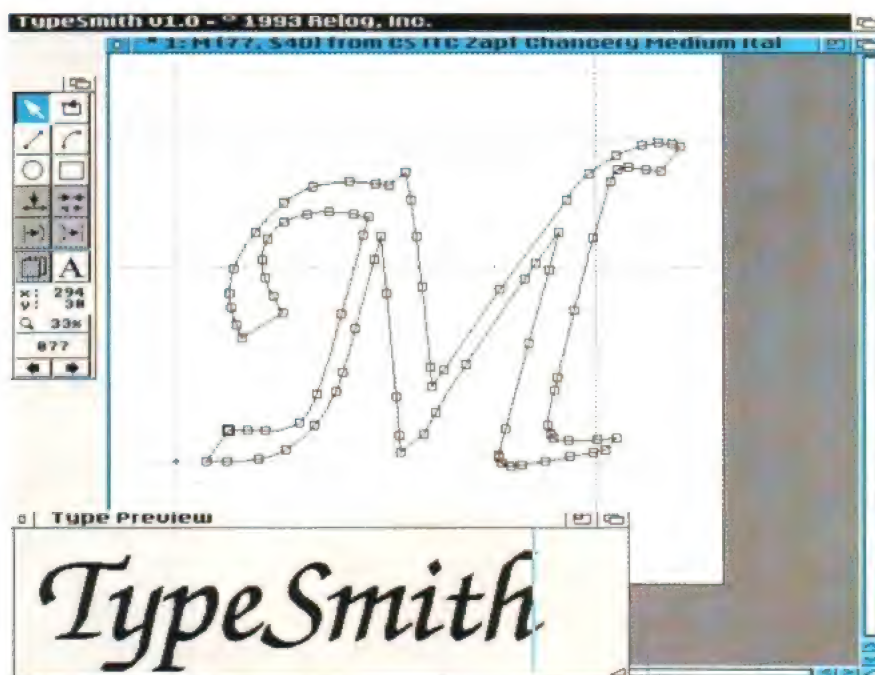 TypeSmith v1.0 - © 1993 Relog, Inc.
* 1: M (77, $4D) from CS ITC Zapf Chancery Medium Ital
A
x: 294
y: 38
33%
077
M
Type Preview
TypeSmith